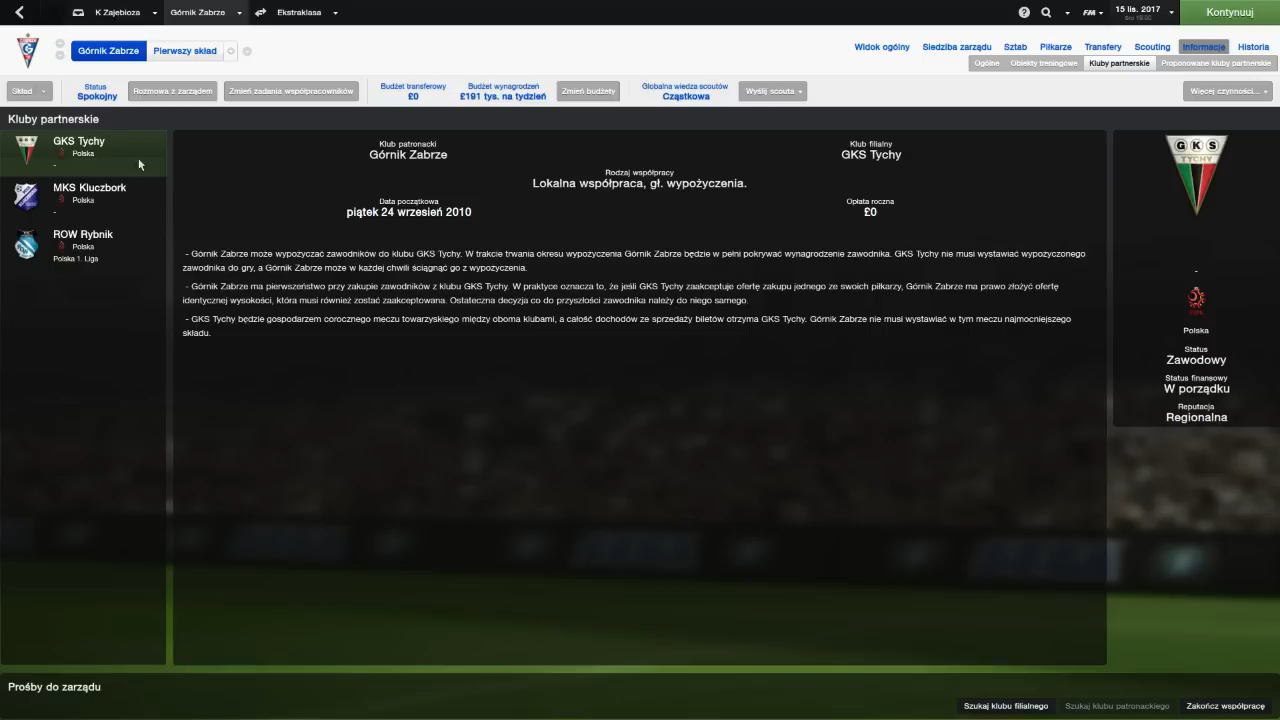 K Zajebioza
Górnik Zabrze
Ekstraklasa
FM
15 lis. 2017
Kontynuuj
Górnik Zabrze
Pierwszy skład
Widok ogólny
Siedziba zarządu
Sztab
Piłkarze
Transfery
Scouting
Informacje
Historia
Ogólne
Obiekty treningowe
Kluby partnerskie
Proponowane kluby partnerskie
Skład
Status
Spokojny
Rozmowa z zarządem
Zmień zadania współpracowników
Budżet transferowy
£0
Budżet wynagrodzeń
£191 tys. na tydzień
Zmień budżety
Globalna wiedza scoutów
Cząstkowa
Wyślij scouta
Więcej czynności...
Kluby partnerskie
GKS Tychy
Polska
-
MKS Kluczbork
Polska
-
ROW Rybnik
Polska
Polska 1. Liga
Klub patronacki
Górnik Zabrze
Klub filialny
GKS Tychy
Rodzaj współpracy
Lokalna współpraca, gł. wypożyczenia.
Data początkowa
piątek 24 wrzesień 2010
Opłata roczna
£0
- Górnik Zabrze może wypożyczać zawodników do klubu GKS Tychy. W trakcie trwania okresu wypożyczenia Górnik Zabrze będzie w pełni pokrywać wynagrodzenie zawodnika. GKS Tychy nie musi wystawiać wypożyczonego
zawodnika do gry, a Górnik Zabrze może w każdej chwili ściągnąć go z wypożyczenia.
- Górnik Zabrze ma pierwszeństwo przy zakupie zawodników z klubu GKS Tychy. W praktyce oznacza to, że jeśli GKS Tychy zaakceptuje ofertę zakupu jednego ze swoich piłkarzy, Górnik Zabrze ma prawo złożyć ofertę
identycznej wysokości, która musi również zostać zaakceptowana. Ostateczna decyzja co do przyszłości zawodnika należy do niego samego.
- GKS Tychy będzie gospodarzem corocznego meczu towarzyskiego między oboma klubami, a całość dochodów ze sprzedaży biletów otrzyma GKS Tychy. Górnik Zabrze nie musi wystawiać w tym meczu najmocniejszego
składu.
GKS
TYCHY
-
Polska
Status
Zawodowy
Status finansowy
W porządku
Reputacja
Regionalna
Prośby do zarządu
Szukaj klubu filialnego
Szukaj klubu patronackiego
Zakończ współpracę